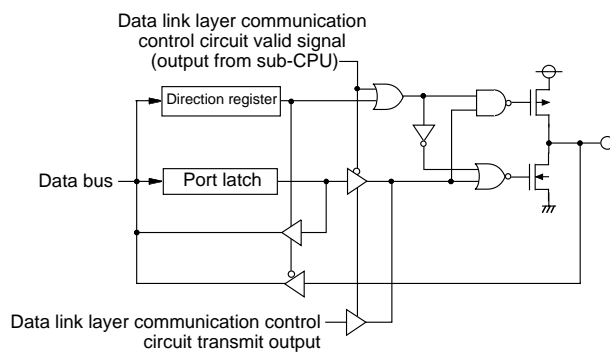 Data link layer communication
control circuit valid signal
(output from sub-CPU)
Direction register
Data bus
Port latch
Data link layer communication control
circuit transmit output